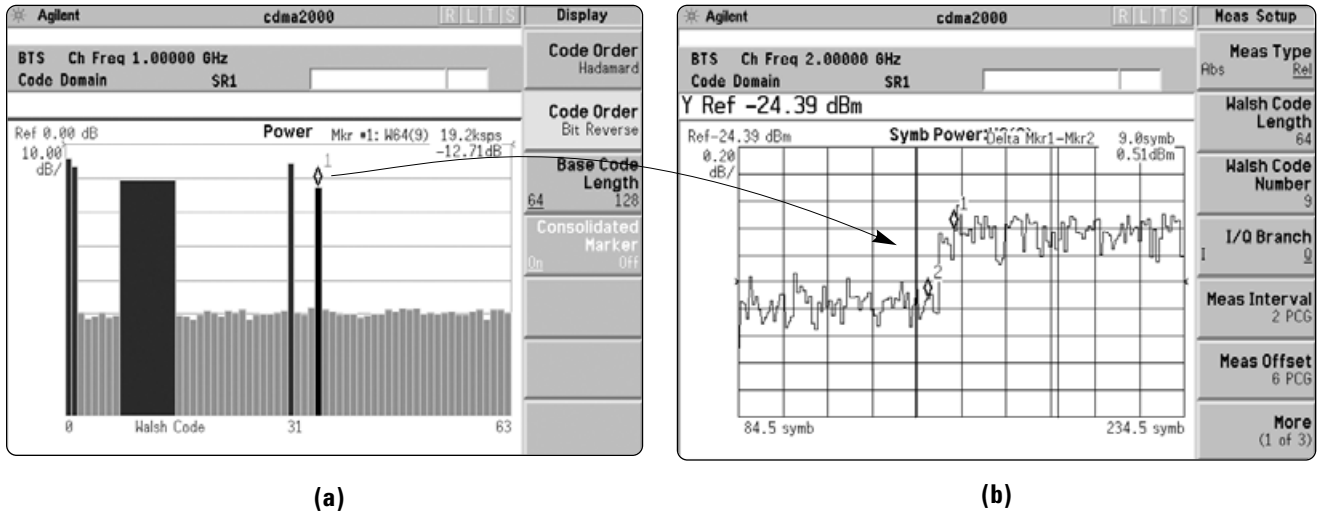 Agilent
cdma2000
R L T S
Display
BTS Ch Freq 1.00000 GHz
Code Domain SR1
Ref 0.00 dB
Power
Mkr #1: W64(9) 19.2ksps
-12.71dB
10.00
dB/
1
0
Walsh Code
31
63
Code Order
Hadamard
Code Order
Bit Reverse
Base Code
Length
64 128
Consolidated
Marker
On Off
(a)
Agilent
cdma2000
R L T S
Meas Setup
BTS Ch Freq 2.00000 GHz
Code Domain SR1
Y Ref -24.39 dBm
Ref-24.39 dBm
Symb Power:
Delta Mkr1-Mkr2 9.0symb
0.51dBm
0.20
dB/
1
2
84.5 symb
234.5 symb
Meas Type
Abs Rel
Walsh Code
Length
64
Walsh Code
Number
9
I/Q Branch
I Q
Meas Interval
2 PCG
Meas Offset
6 PCG
More
(1 of 3)
(b)